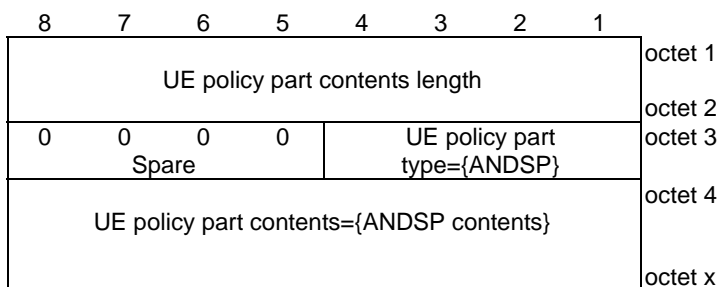 8 7 6 5 4 3 2 1
octet 1
UE policy part contents length
octet 2
0 0 0 0 UE policy part octet 3
Spare type={ANDSP}
octet 4
UE policy part contents={ANDSP contents}
octet x